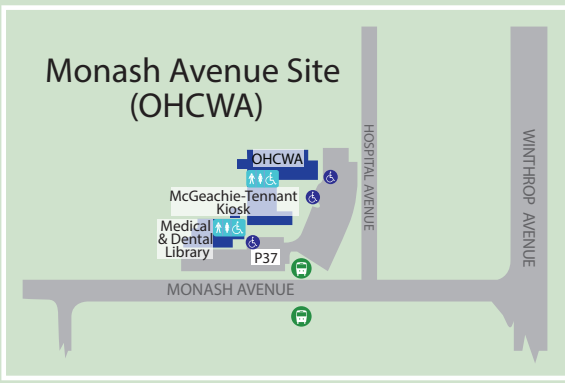 Monash Avenue Site
(OHCWA)
OHCWA
McGeachie-Tennant
Kiosk
Medical
& Dental
Library
P37
MONASH AVENUE
HOSPITAL AVENUE
WINTHROP AVENUE